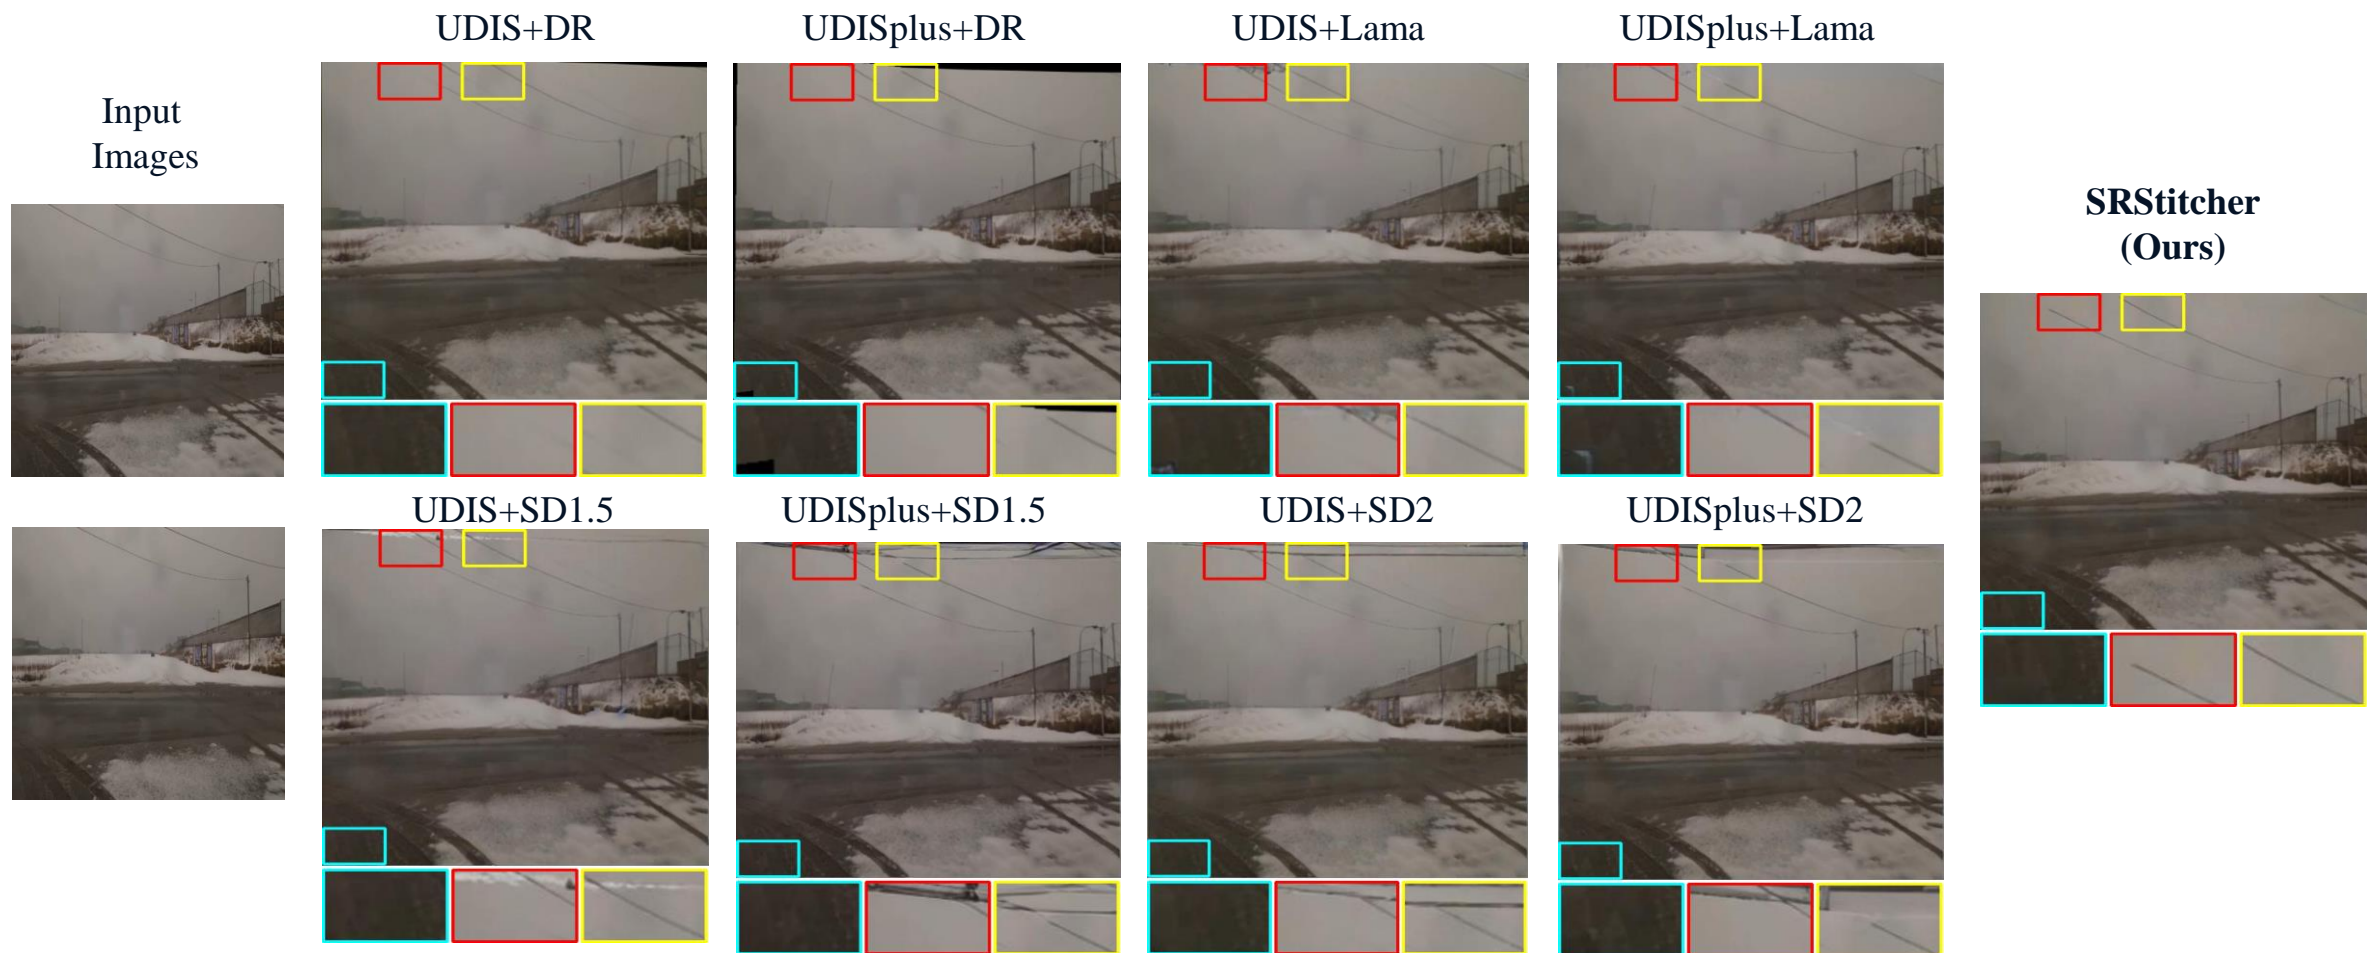 UDIS+DR
UDISplus+DR
UDIS+Lama
UDISplus+Lama
Input
Images
SRStitcher
(Ours)
UDIS+SD1.5
UDISplus+SD1.5
UDIS+SD2
UDISplus+SD2